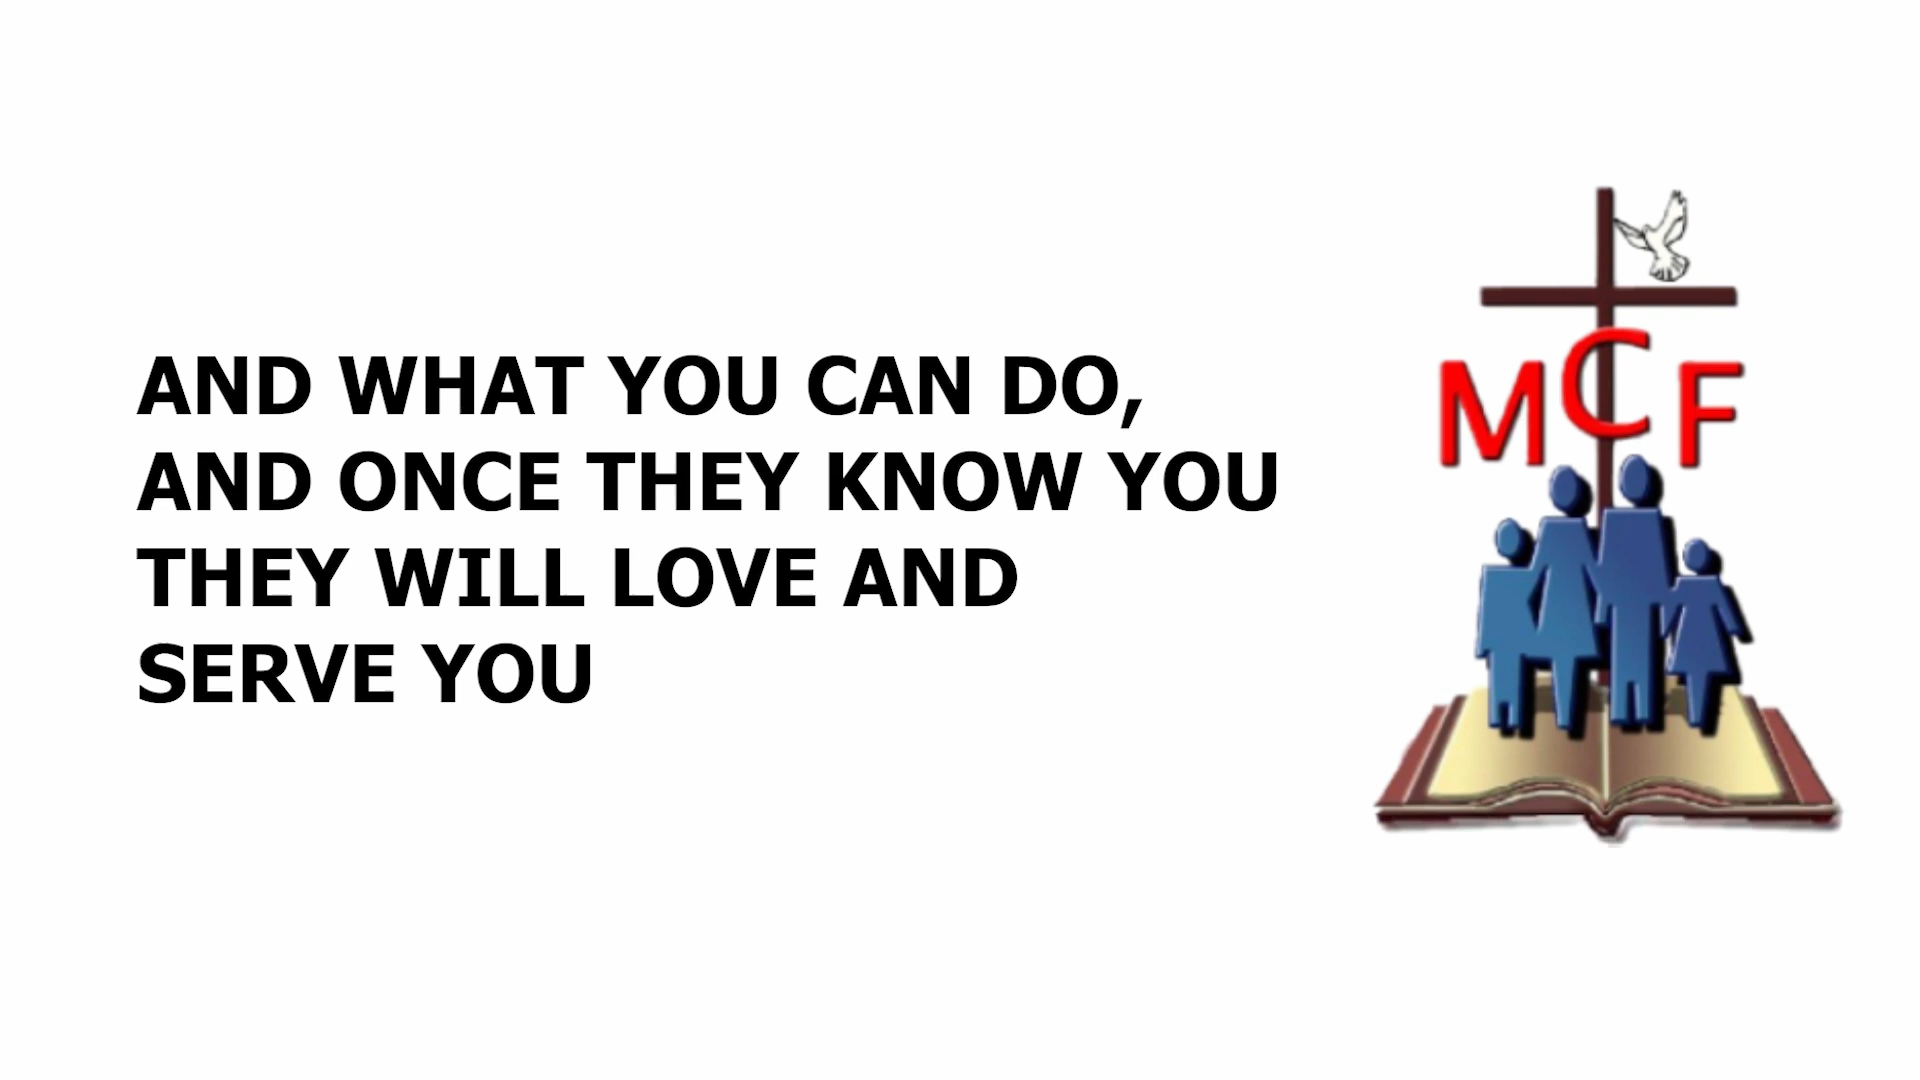 AND WHAT YOU CAN DO,
AND ONCE THEY KNOW YOU
THEY WILL LOVE AND
SERVE YOU
MCF